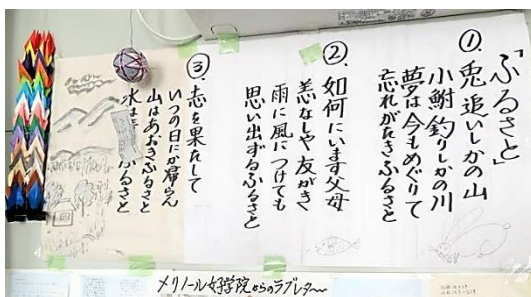 「ふるさと」
①. 兎追いしかの山
小鮒釣りしかの川
夢は今もめぐりて
忘れがたきふるさと
②. 如何にいます父母
恙なしや友がき
雨に風につけても
思い出ずるふるさと
③. 志を果たして
いつの日にか帰らん
山はあおきふるさと
水は ふるさと
メリノール女学院からのラブレター〜